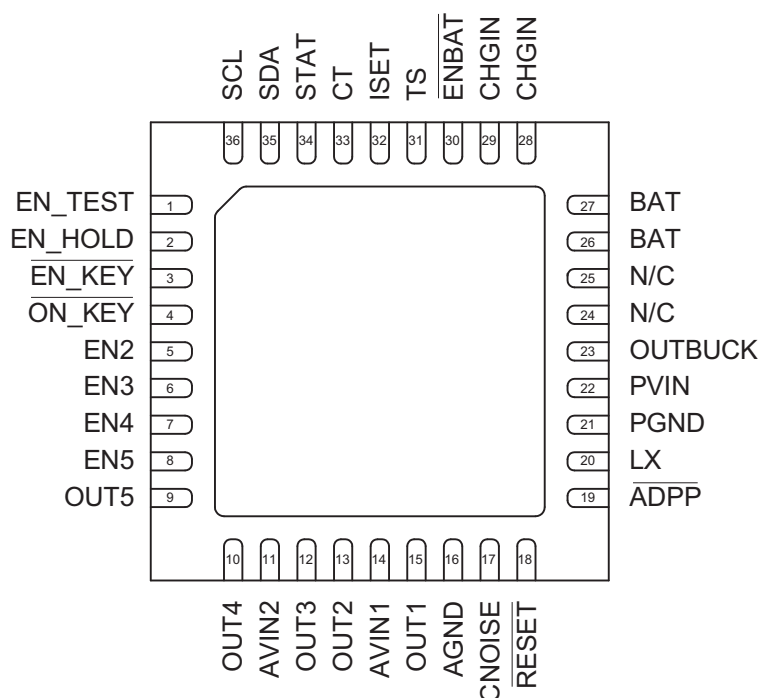 SCL
SDA
STAT
CT
ISET
TS
ENBAT
CHGIN
CHGIN
36
35
34
33
32
31
30
29
28
EN_TEST 1
EN_HOLD 2
EN_KEY 3
ON_KEY 4
EN2 5
EN3 6
EN4 7
EN5 8
OUT5 9
27 BAT
26 BAT
25 N/C
24 N/C
23 OUTBUCK
22 PVIN
21 PGND
20 LX
19 ADPP
10
11
12
13
14
15
16
17
18
OUT4
AVIN2
OUT3
OUT2
AVIN1
OUT1
AGND
CNOISE
RESET